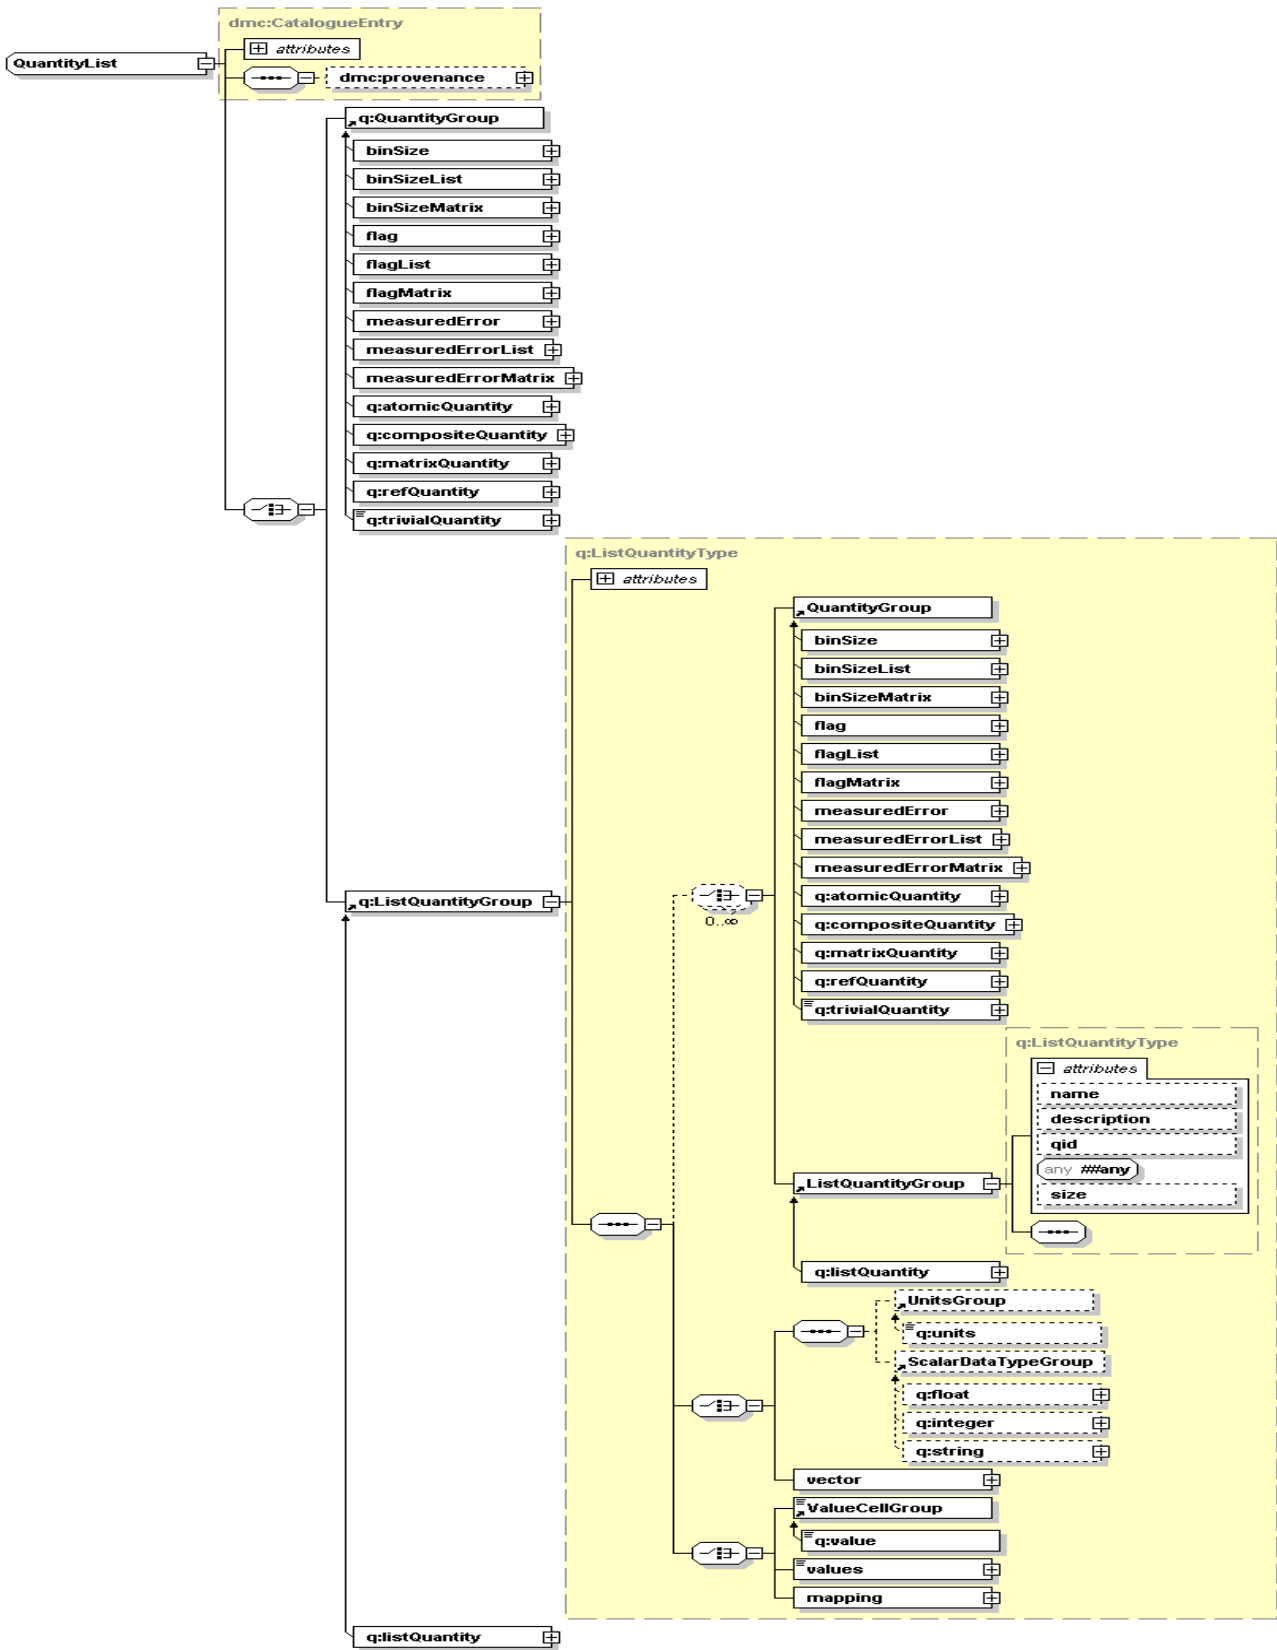 dmc:CatalogueEntry
attributes
QuantityList
dmc:provenance
q:QuantityGroup
binSize
binSizeList
binSizeMatrix
flag
flagList
flagMatrix
measuredError
measuredErrorList
measuredErrorMatrix
q:atomicQuantity
q:compositeQuantity
q:matrixQuantity
q:refQuantity
q:trivialQuantity
q:ListQuantityType
attributes
QuantityGroup
binSize
binSizeList
binSizeMatrix
flag
flagList
flagMatrix
measuredError
measuredErrorList
measuredErrorMatrix
q:atomicQuantity
q:ListQuantityGroup
0..∞
q:compositeQuantity
q:matrixQuantity
q:refQuantity
q:trivialQuantity
q:ListQuantityType
attributes
name
description
qid
any ##any
ListQuantityGroup
size
q:listQuantity
UnitsGroup
q:units
ScalarDataTypeGroup
q:float
q:integer
q:string
vector
ValueCellGroup
q:value
values
mapping
q:listQuantity